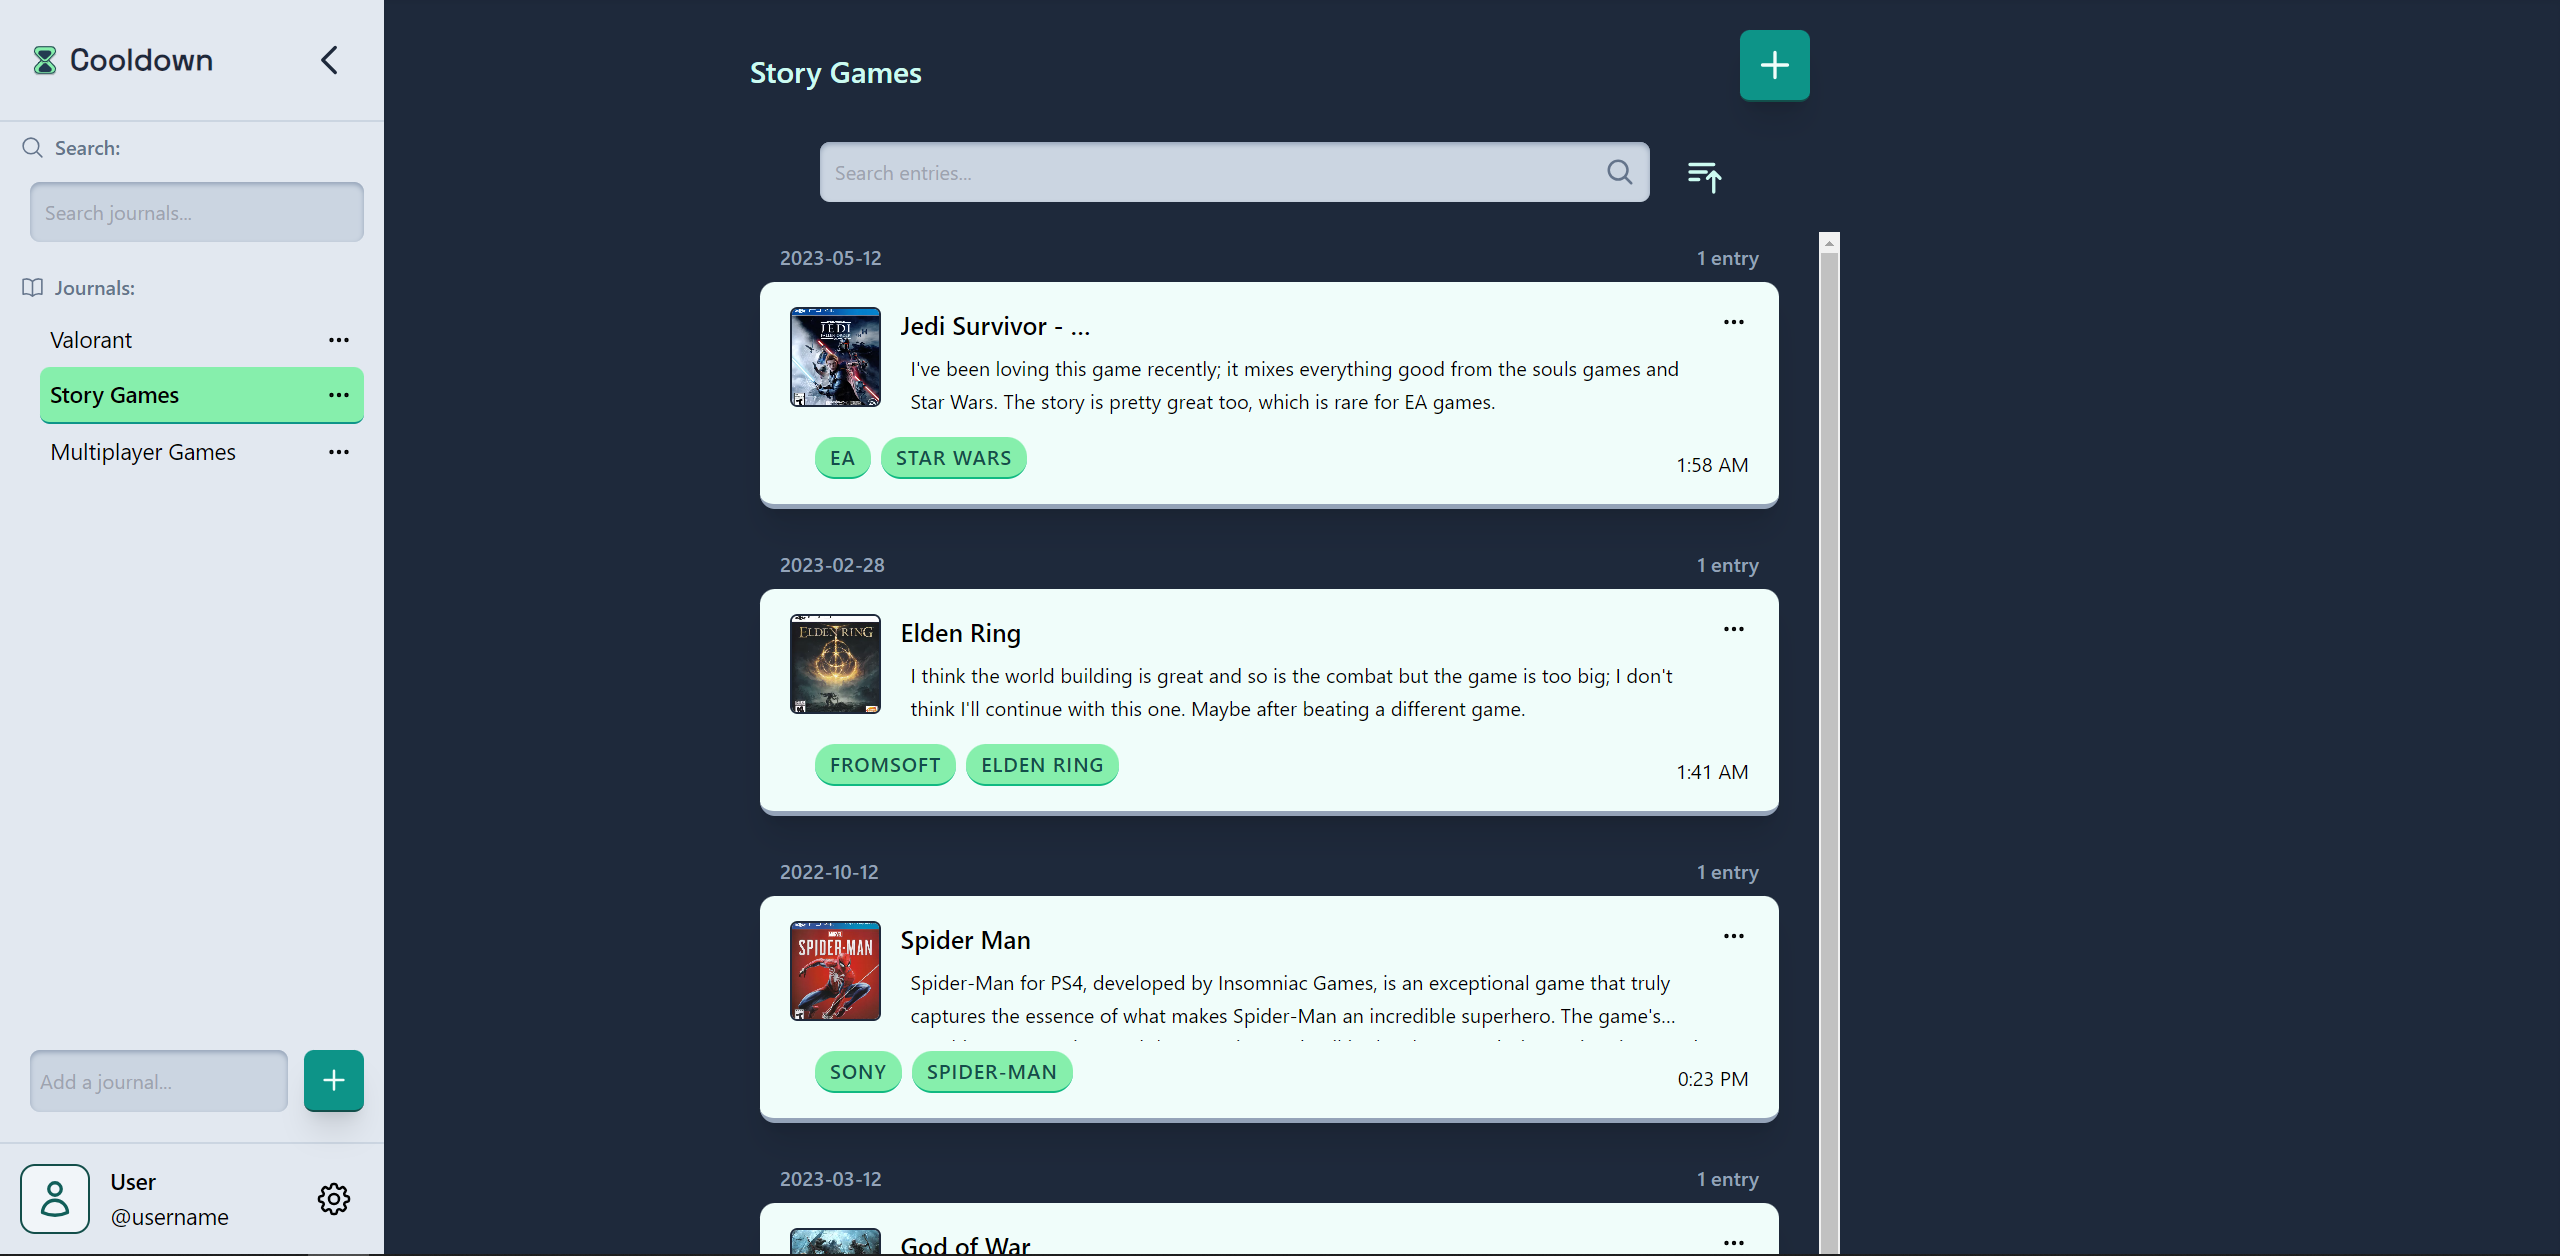 Cooldown
Search:
Search journals...
Journals:
Valorant
Story Games
Multiplayer Games
Add a journal...
User
@username
Story Games
Search entries...
2023-05-12 1 entry
JEDI
Jedi Survivor - ...
I've been loving this game recently; it mixes everything good from the souls games and
Star Wars. The story is pretty great too, which is rare for EA games.
EA STAR WARS
1:58 AM
2023-02-28 1 entry
ELDEN RING
Elden Ring
I think the world building is great and so is the combat but the game is too big; I don't
think I'll continue with this one. Maybe after beating a different game.
FROMSOFT ELDEN RING
1:41 AM
2022-10-12 1 entry
MARVEL
SPIDER-MAN
Spider Man
Spider-Man for PS4, developed by Insomniac Games, is an exceptional game that truly
captures the essence of what makes Spider-Man an incredible superhero. The game's...
SONY SPIDER-MAN
0:23 PM
2023-03-12 1 entry
God of War